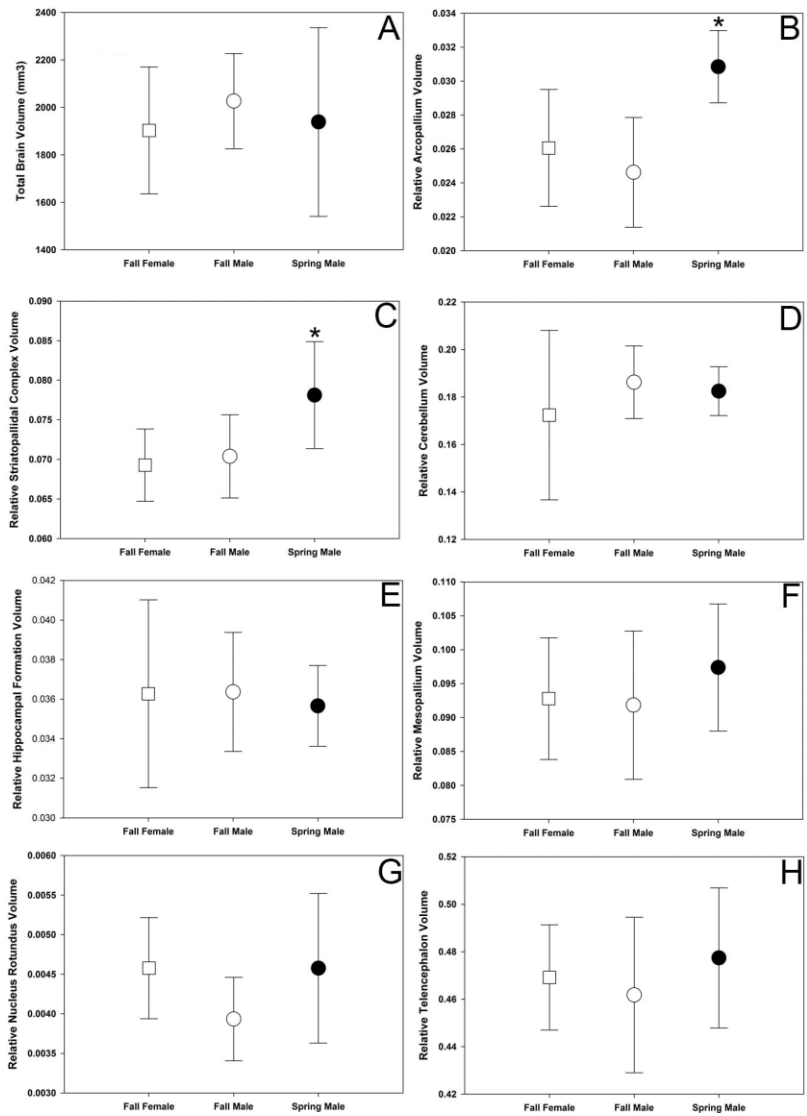 A
Total Brain Volume (mm3)
2400
2200
2000
1800
1600
1400
Fall Female Fall Male Spring Male
B
*
Relative Arcopallium Volume
0.034
0.032
0.030
0.028
0.026
0.024
0.022
0.020
Fall Female Fall Male Spring Male
C
*
Relative Striatopallidal Complex Volume
0.090
0.085
0.080
0.075
0.070
0.065
0.060
Fall Female Fall Male Spring Male
D
Relative Cerebellum Volume
0.22
0.20
0.18
0.16
0.14
0.12
Fall Female Fall Male Spring Male
E
Relative Hippocampal Formation Volume
0.042
0.040
0.038
0.036
0.034
0.032
0.030
Fall Female Fall Male Spring Male
F
Relative Mesopallium Volume
0.110
0.105
0.100
0.095
0.090
0.085
0.080
0.075
Fall Female Fall Male Spring Male
G
Relative Nucleus Rotundus Volume
0.0060
0.0055
0.0050
0.0045
0.0040
0.0035
0.0030
Fall Female Fall Male Spring Male
H
Relative Telencephalon Volume
0.52
0.50
0.48
0.46
0.44
0.42
Fall Female Fall Male Spring Male